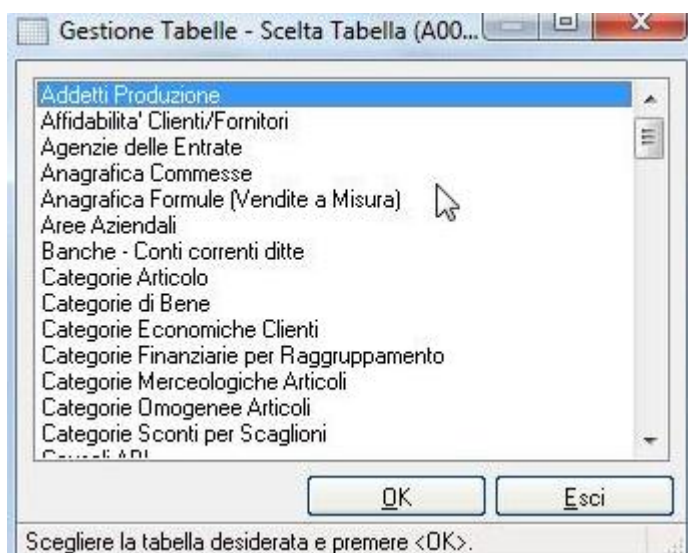 Gestione Tabelle - Scelta Tabella (A00...
Addetti Produzione
Affidabilita' Clienti/Fornitori
Agenzie delle Entrate
Anagrafica Commesse
Anagrafica Formule (Vendite a Misura)
Aree Aziendali
Banche - Conti correnti ditte
Categorie Articolo
Categorie di Bene
Categorie Economiche Clienti
Categorie Finanziarie per Raggruppamento
Categorie Merceologiche Articoli
Categorie Omogenee Articoli
Categorie Sconti per Scaglioni
OK
Esci
Scegliere la tabella desiderata e premere <OK>.